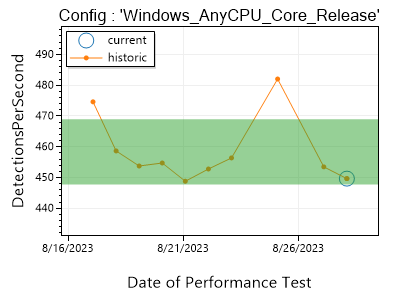 Config : 'Windows_AnyCPU_Core_Release'
current
historic
DetectionsPerSecond
490
480
470
460
450
440
8/16/2023
8/21/2023
8/26/2023
Date of Performance Test